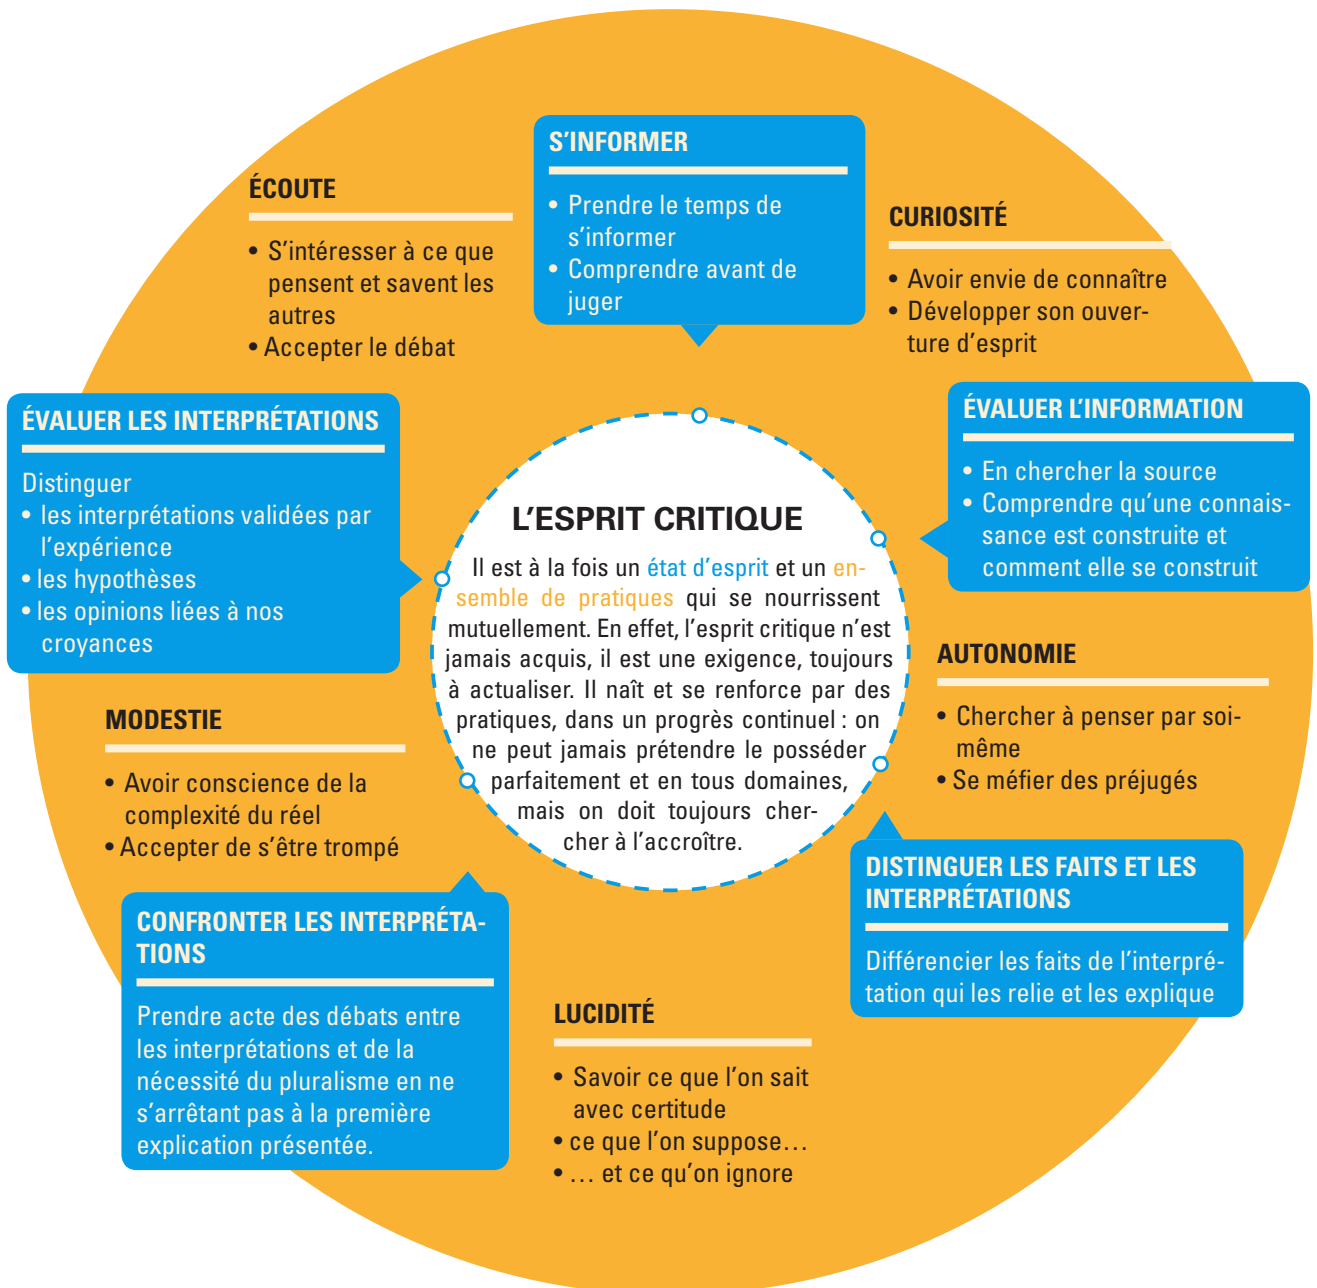 S’INFORMER
• Prendre le temps de
s’informer
• Comprendre avant de
juger
ÉCOUTE
• S’intéresser à ce que
pensent et savent les
autres
• Accepter le débat
CURIOSITÉ
• Avoir envie de connaître
• Développer son ouver-
ture d’esprit
ÉVALUER LES INTERPRÉTATIONS
Distinguer
• les interprétations validées par
l’expérience
• les hypothèses
• les opinions liées à nos
croyances
ÉVALUER L’INFORMATION
• En chercher la source
• Comprendre qu’une connais-
sance est construite et
comment elle se construit
L’ESPRIT CRITIQUE
Il est à la fois un état d’esprit et un en-
semble de pratiques qui se nourrissent
mutuellement. En effet, l’esprit critique n’est
jamais acquis, il est une exigence, toujours
à actualiser. Il naît et se renforce par des
pratiques, dans un progrès continuel : on
ne peut jamais prétendre le posséder
parfaitement et en tous domaines,
mais on doit toujours cher-
cher à l’accroître.
AUTONOMIE
• Chercher à penser par soi-
même
• Se méfier des préjugés
MODESTIE
• Avoir conscience de la
complexité du réel
• Accepter de s’être trompé
DISTINGUER LES FAITS ET LES
INTERPRÉTATIONS
Différencier les faits de l’interpré-
tation qui les relie et les explique
CONFRONTER LES INTERPRÉTA-
TIONS
Prendre acte des débats entre
les interprétations et de la
nécessité du pluralisme en ne
s’arrêtant pas à la première
explication présentée.
LUCIDITÉ
• Savoir ce que l’on sait
avec certitude
• ce que l’on suppose…
• … et ce qu’on ignore